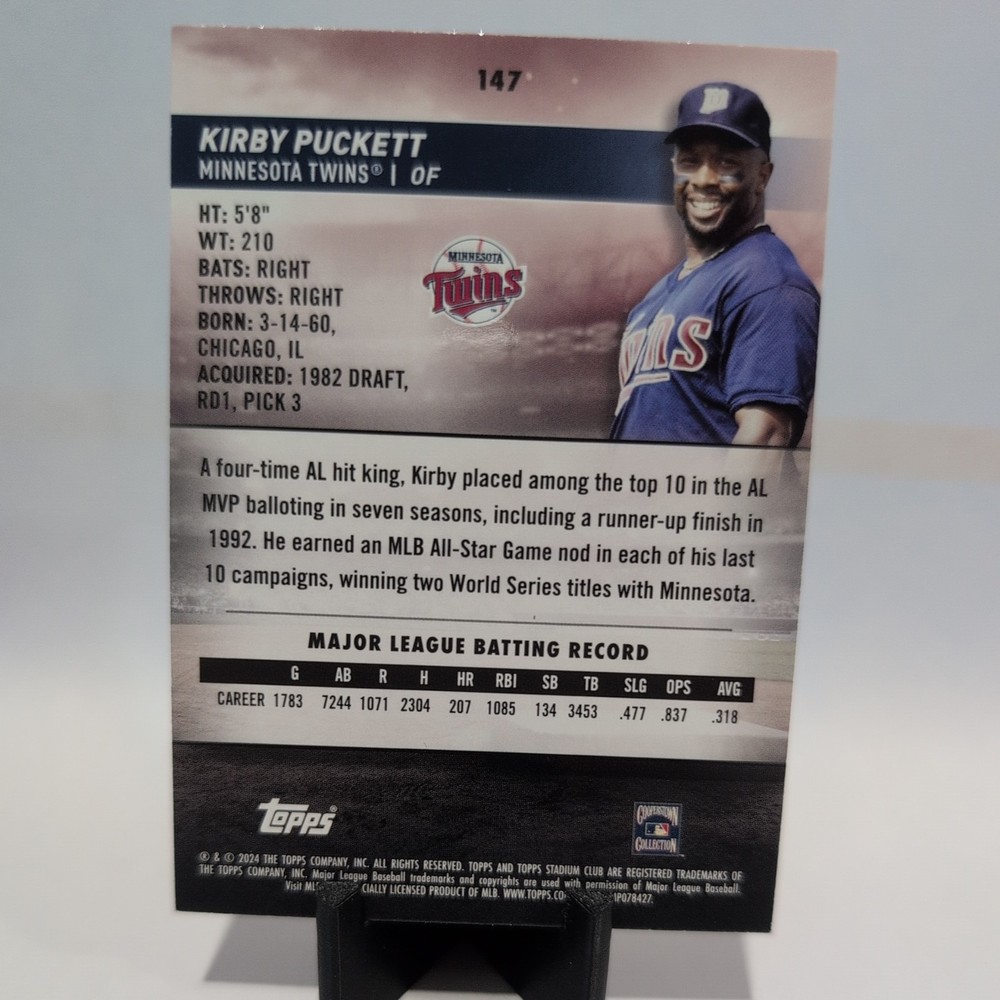 147
KIRBY PUCKETT
MINNESOTA TWINS® | OF
HT: 5'8"
WT: 210
BATS: RIGHT
THROWS: RIGHT
BORN: 3-14-60,
CHICAGO, IL
ACQUIRED: 1982 DRAFT,
RD1, PICK 3
MINNESOTA
Twins
M
Twins
A four-time AL hit king, Kirby placed among the top 10 in the AL
MVP balloting in seven seasons, including a runner-up finish in
1992. He earned an MLB All-Star Game nod in each of his last
10 campaigns, winning two World Series titles with Minnesota.
MAJOR LEAGUE BATTING RECORD
G AB R H HR RBI SB TB SLG OPS AVG
CAREER 1783 7244 1071 2304 207 1085 134 3453 .477 .837 .318
topps®
COOPERSTOWN
COLLECTION
® & © 2024 THE TOPPS COMPANY, INC. ALL RIGHTS RESERVED. TOPPS AND TOPPS STADIUM CLUB ARE REGISTERED TRADEMARKS OF
THE TOPPS COMPANY, INC. Major League Baseball trademarks and copyrights are used with permission of Major League Baseball.
Visit ML CIALLY LICENSED PRODUCT OF MLB. WWW.TOPPS.CO P078427.